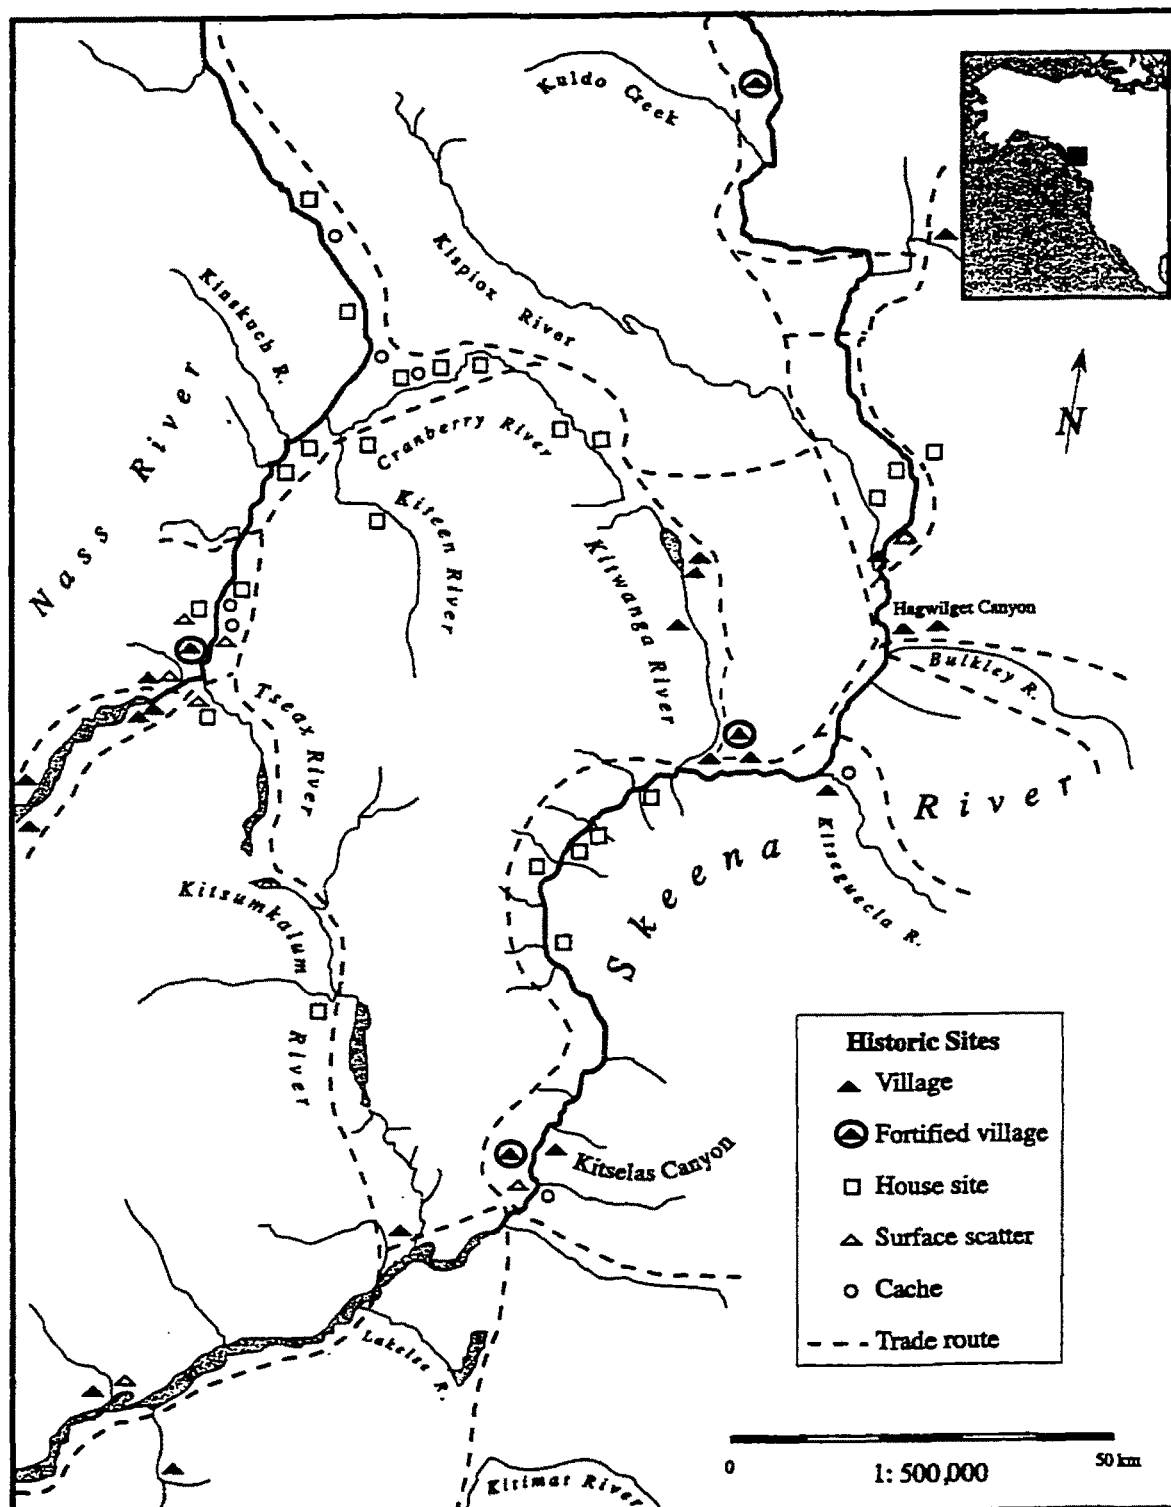 Kuldo Creek
Kispiox River
Kinskuch R.
Nass River
N
Cranberry River
Kiteen River
Kitwanga River
Hagwilget Canyon
Bulkley R.
Tseax River
Skeena River
Kitseguecla R.
Kitsumkalum River
Kitselas Canyon
Lakelse R.
Kitimat River
Historic Sites
Village
Fortified village
House site
Surface scatter
Cache
Trade route
0 50 km
1: 500,000